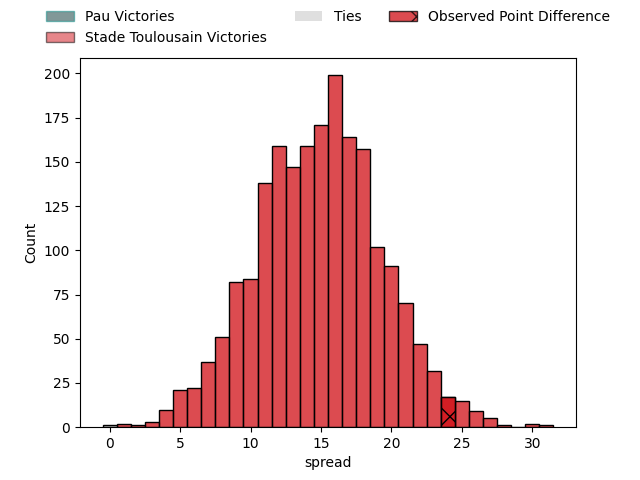 Pau Victories
Stade Toulousain Victories
Ties
Observed Point Difference
200
175
150
125
100
75
50
25
0
Count
0 5 10 15 20 25 30
spread